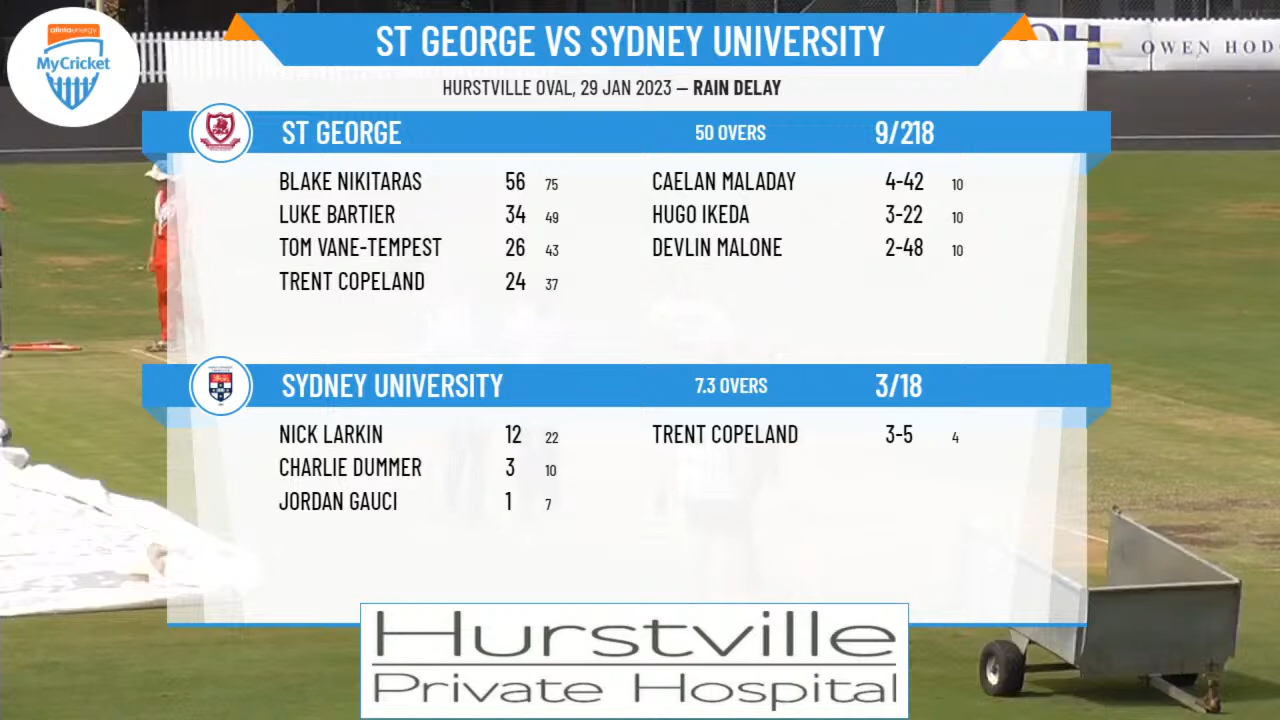 alintaenergy
MyCricket
ST GEORGE VS SYDNEY UNIVERSITY
OWEN HOD
HURSTVILLE OVAL, 29 JAN 2023 – RAIN DELAY
ST GEORGE 50 OVERS 9/218
BLAKE NIKITARAS 56 75 CAELAN MALADAY 4-42 10
LUKE BARTIER 34 49 HUGO IKEDA 3-22 10
TOM VANE-TEMPEST 26 43 DEVLIN MALONE 2-48 10
TRENT COPELAND 24 37
SYDNEY UNIVERSITY 7.3 OVERS 3/18
NICK LARKIN 12 22 TRENT COPELAND 3-5 4
CHARLIE DUMMER 3 10
JORDAN GAUCI 1 7
Hurstville
Private Hospital